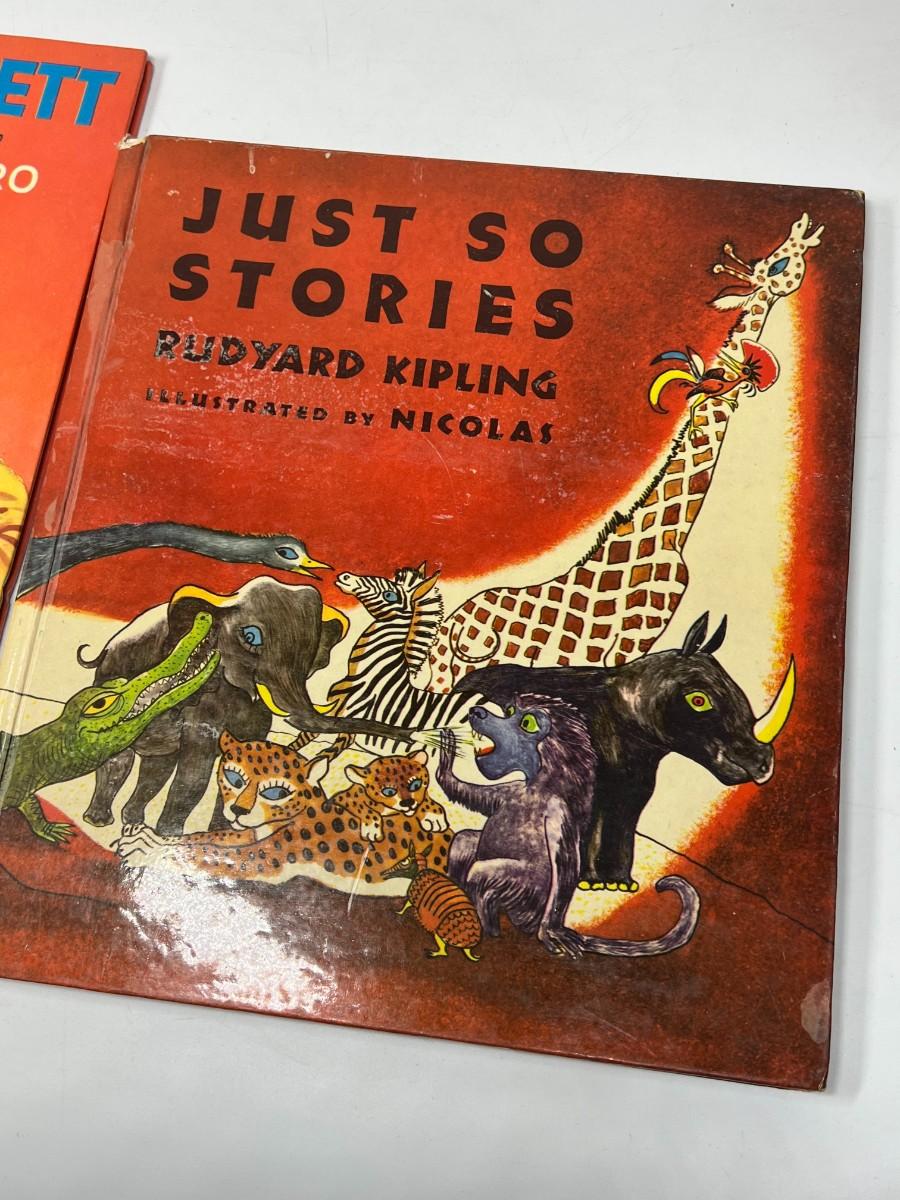 ETT
RO
JUST SO
STORIES
RUDYARD KIPLING
ILLUSTRATED BY NICOLAS